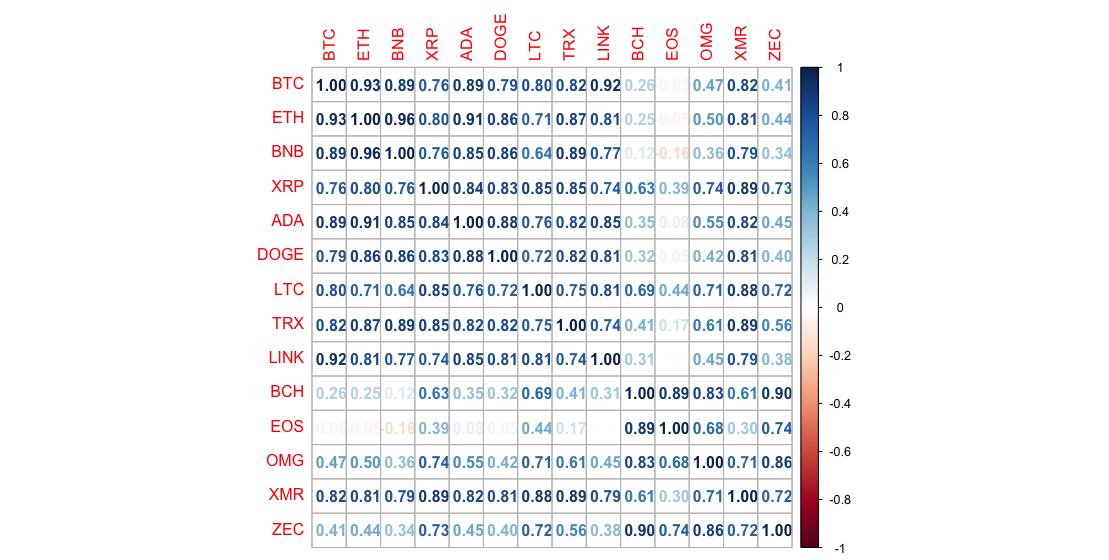 BTC ETH BNB XRP ADA DOGE LTC TRX LINK BCH EOS OMG XMR ZEC
BTC 1.00 0.93 0.89 0.76 0.89 0.79 0.80 0.82 0.92 0.26 -0.05 0.47 0.82 0.41
ETH 0.93 1.00 0.96 0.80 0.91 0.86 0.71 0.87 0.81 0.25 -0.05 0.50 0.81 0.44
BNB 0.89 0.96 1.00 0.76 0.85 0.86 0.64 0.89 0.77 0.12 -0.16 0.36 0.79 0.34
XRP 0.76 0.80 0.76 1.00 0.84 0.83 0.85 0.85 0.74 0.63 0.39 0.74 0.89 0.73
ADA 0.89 0.91 0.85 0.84 1.00 0.88 0.76 0.82 0.85 0.35 0.08 0.55 0.82 0.45
DOGE 0.79 0.86 0.86 0.83 0.88 1.00 0.72 0.82 0.81 0.32 0.05 0.42 0.81 0.40
LTC 0.80 0.71 0.64 0.85 0.76 0.72 1.00 0.75 0.81 0.69 0.44 0.71 0.88 0.72
TRX 0.82 0.87 0.89 0.85 0.82 0.82 0.75 1.00 0.74 0.41 0.17 0.61 0.89 0.56
LINK 0.92 0.81 0.77 0.74 0.85 0.81 0.81 0.74 1.00 0.31 0.45 0.79 0.38
BCH 0.26 0.25 0.12 0.63 0.35 0.32 0.69 0.41 0.31 1.00 0.89 0.83 0.61 0.90
EOS -0.05 -0.05 -0.16 0.39 0.08 0.05 0.44 0.17 0.89 1.00 0.68 0.30 0.74
OMG 0.47 0.50 0.36 0.74 0.55 0.42 0.71 0.61 0.45 0.83 0.68 1.00 0.71 0.86
XMR 0.82 0.81 0.79 0.89 0.82 0.81 0.88 0.89 0.79 0.61 0.30 0.71 1.00 0.72
ZEC 0.41 0.44 0.34 0.73 0.45 0.40 0.72 0.56 0.38 0.90 0.74 0.86 0.72 1.00
1
0.8
0.6
0.4
0.2
0
-0.2
-0.4
-0.6
-0.8
-1